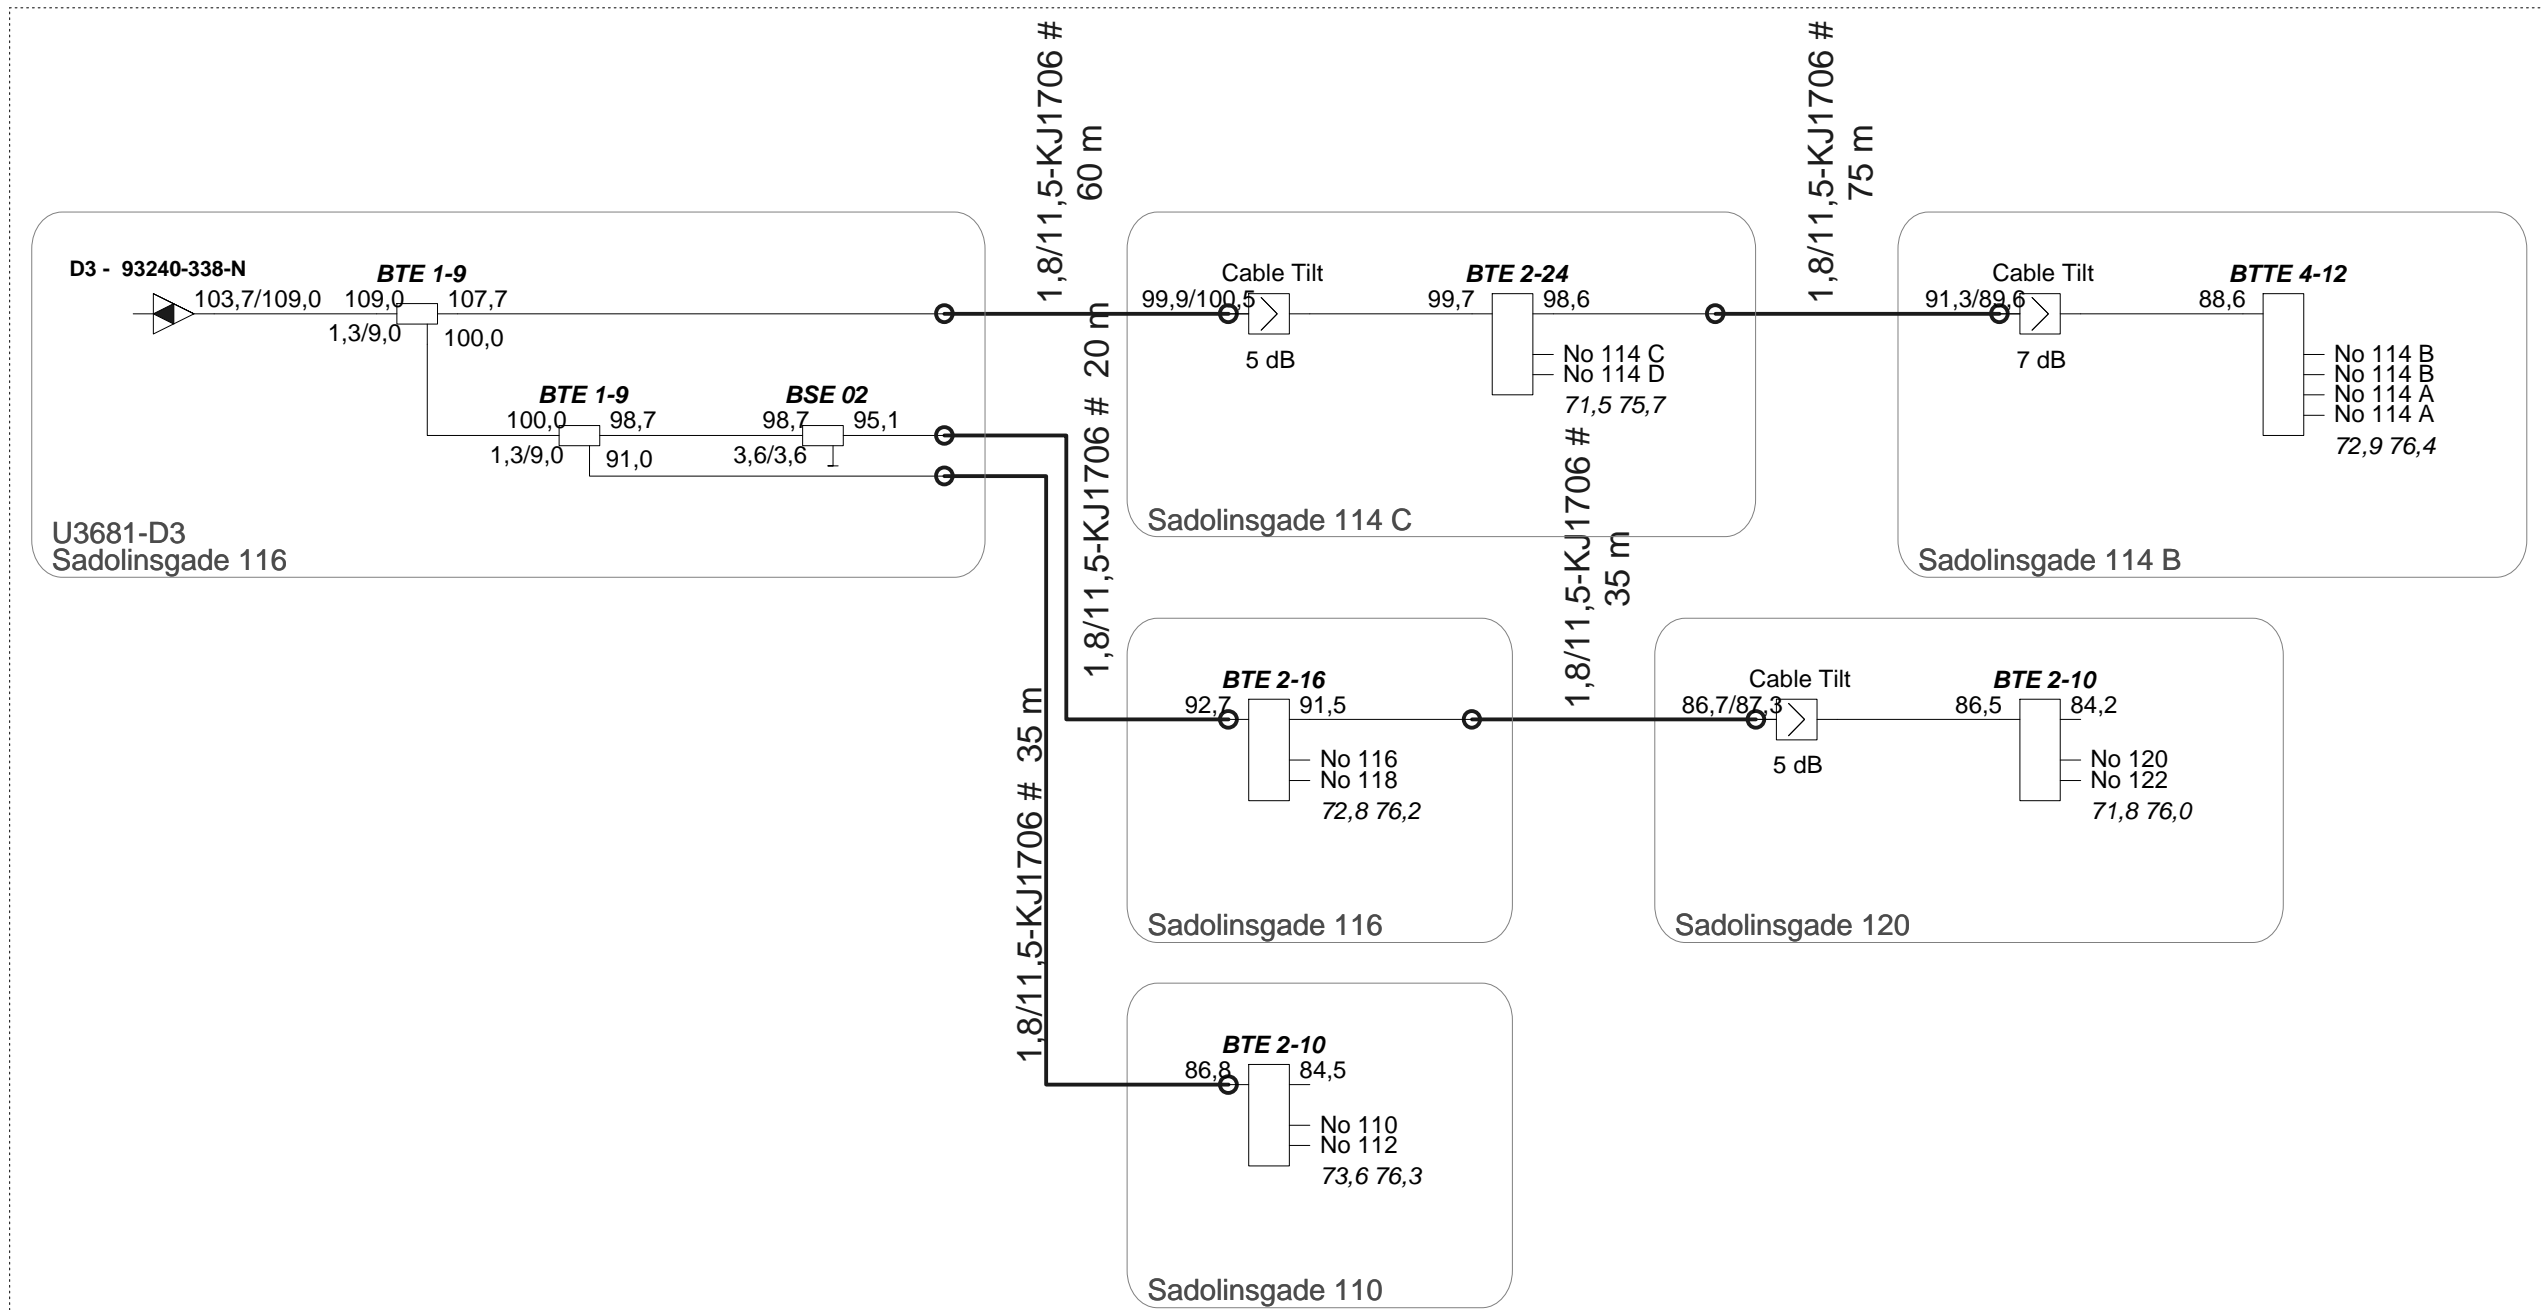 1,8/11,5-KJ1706 #
60 m
1,8/11,5-KJ1706 #
75 m
D3 - 93240-338-N
103,7/109,0
BTE 1-9
109,0
107,7
1,3/9,0
100,0
BTE 1-9
100,0
98,7
1,3/9,0
91,0
BSE 02
98,7
95,1
3,6/3,6
U3681-D3
Sadolinsgade 116
99,9/100,5
Cable Tilt
5 dB
BTE 2-24
99,7
98,6
No 114 C
No 114 D
71,5 75,7
Sadolinsgade 114 C
91,3/89,6
Cable Tilt
7 dB
BTTE 4-12
88,6
No 114 B
No 114 B
No 114 A
No 114 A
72,9 76,4
Sadolinsgade 114 B
1,8/11,5-KJ1706 # 20 m
1,8/11,5-KJ1706 #
35 m
BTE 2-16
92,7
91,5
No 116
No 118
72,8 76,2
Sadolinsgade 116
86,7/87,3
Cable Tilt
5 dB
BTE 2-10
86,5
84,2
No 120
No 122
71,8 76,0
Sadolinsgade 120
1,8/11,5-KJ1706 # 35 m
BTE 2-10
86,8
84,5
No 110
No 112
73,6 76,3
Sadolinsgade 110